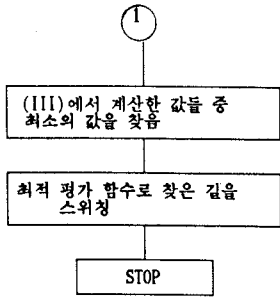 1
(III)에서 계산한 값들 중
최소의 값을 찾음
최적 평가 함수로 찾은 길을
스위칭
STOP